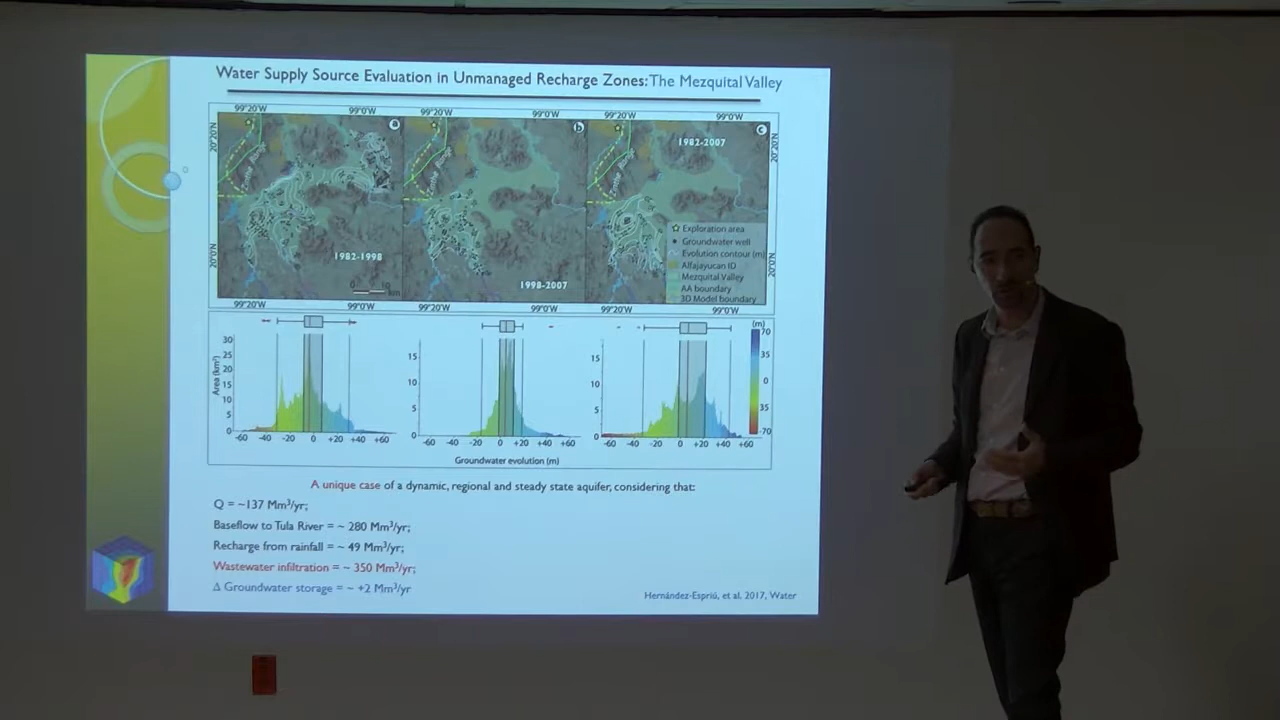 Water Supply Source Evaluation in Unmanaged Recharge Zones: The Mezquital Valley
99°20'W 99°0'W 99°20'W 99°0'W 99°20'W 99°0'W
20°20'N a b c 20°20'N
1982-2007
Exploration area
Groundwater well
20°0'N Evolution contour (m) 20°0'N
1982-1998 Alfajayucan ID
Mezquital Valley
1998-2007 AA boundary
3D Model boundary
99°20'W 99°0'W 99°20'W 99°0'W 99°20'W 99°0'W
(m)
70
35
0
35
-70
Area (km²)
30
25
20
15
10
5
0
-60 -40 -20 0 +20 +40 +60
15
10
5
0
-60 -40 -20 0 +20 +40 +60
15
10
5
0
-60 -40 -20 0 +20 +40 +60
Groundwater evolution (m)
A unique case of a dynamic, regional and steady state aquifer, considering that:
Q = ~137 Mm³/yr;
Baseflow to Tula River = ~ 280 Mm³/yr;
Recharge from rainfall = ~ 49 Mm³/yr;
Wastewater infiltration = ~ 350 Mm³/yr;
Δ Groundwater storage = ~ +2 Mm³/yr
Hernández-Espriú, et al. 2017, Water